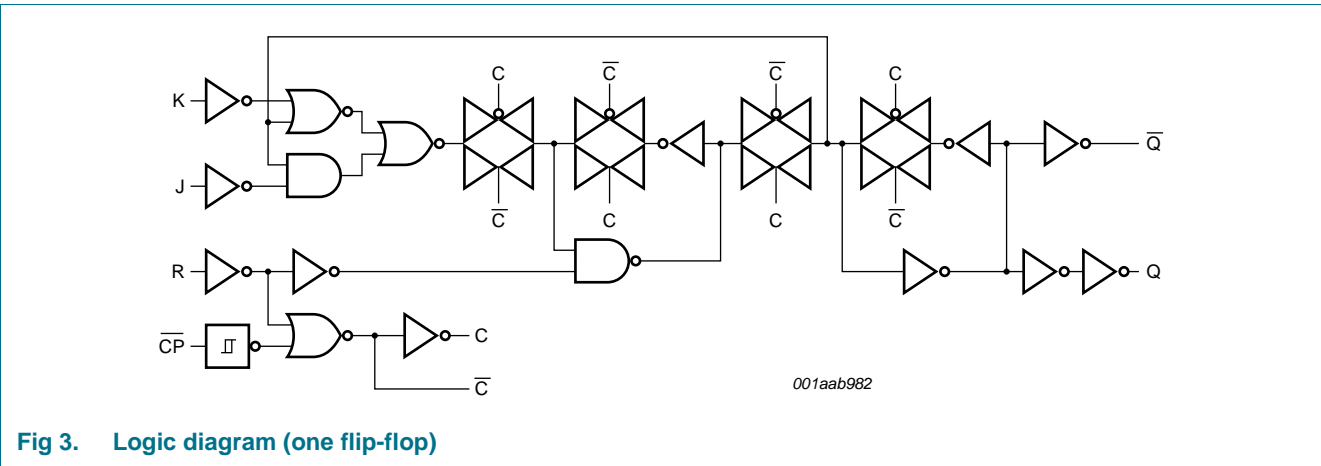 C
C̅
C̅
C
K
Q̅
J
C̅
C
C
C̅
R
Q
C̅P̅
C
C̅
001aab982
Fig 3. Logic diagram (one flip-flop)